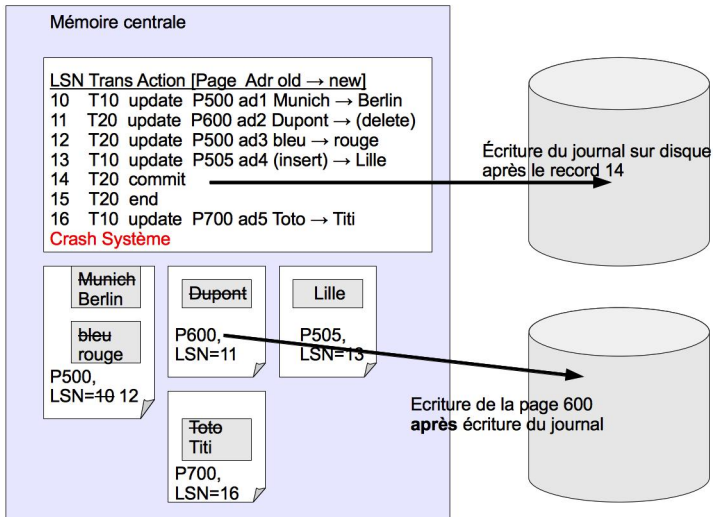 Mémoire centrale
LSN Trans Action [Page Adr old → new]
10 T10 update P500 ad1 Munich → Berlin
11 T20 update P600 ad2 Dupont → (delete)
12 T20 update P500 ad3 bleu → rouge
13 T10 update P505 ad4 (insert) → Lille
14 T20 commit
15 T20 end
16 T10 update P700 ad5 Toto → Titi
Crash Système
Écriture du journal sur disque
après le record 14
Munich
Berlin
bleu
rouge
P500,
LSN=10 12
Dupont
P600,
LSN=11
Lille
P505,
LSN=13
Toto
Titi
P700,
LSN=16
Ecriture de la page 600
après écriture du journal